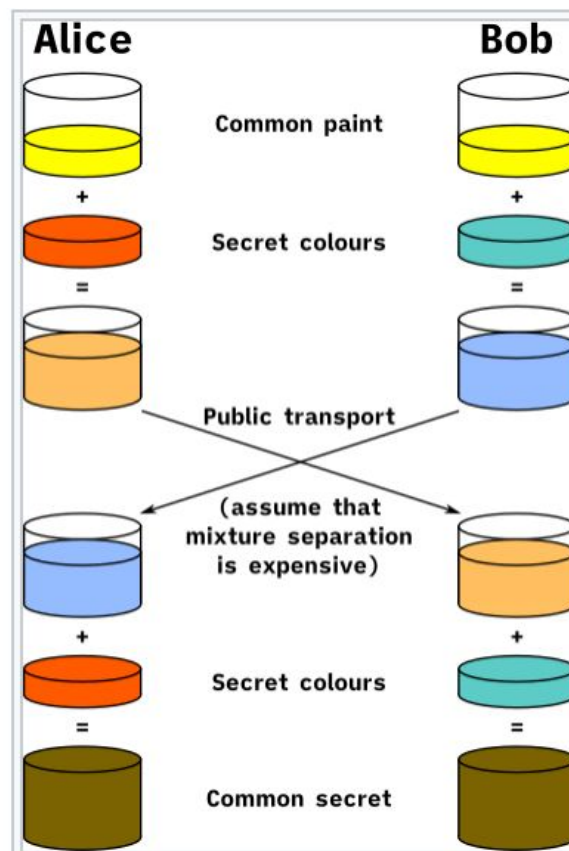 Alice Bob
Common paint
+ +
Secret colours
= =
Public transport
(assume that
mixture separation
is expensive)
+ +
Secret colours
= =
Common secret